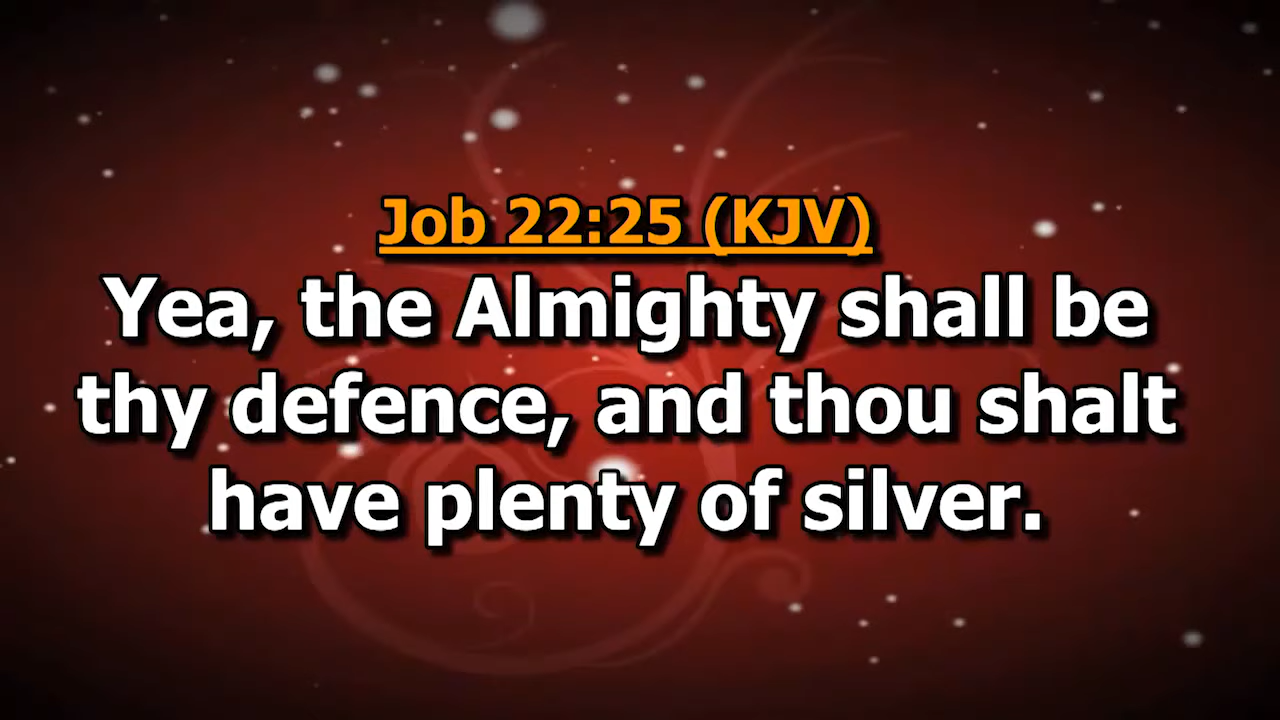 Job 22:25 (KJV)
Yea, the Almighty shall be
thy defence, and thou shalt
have plenty of silver.